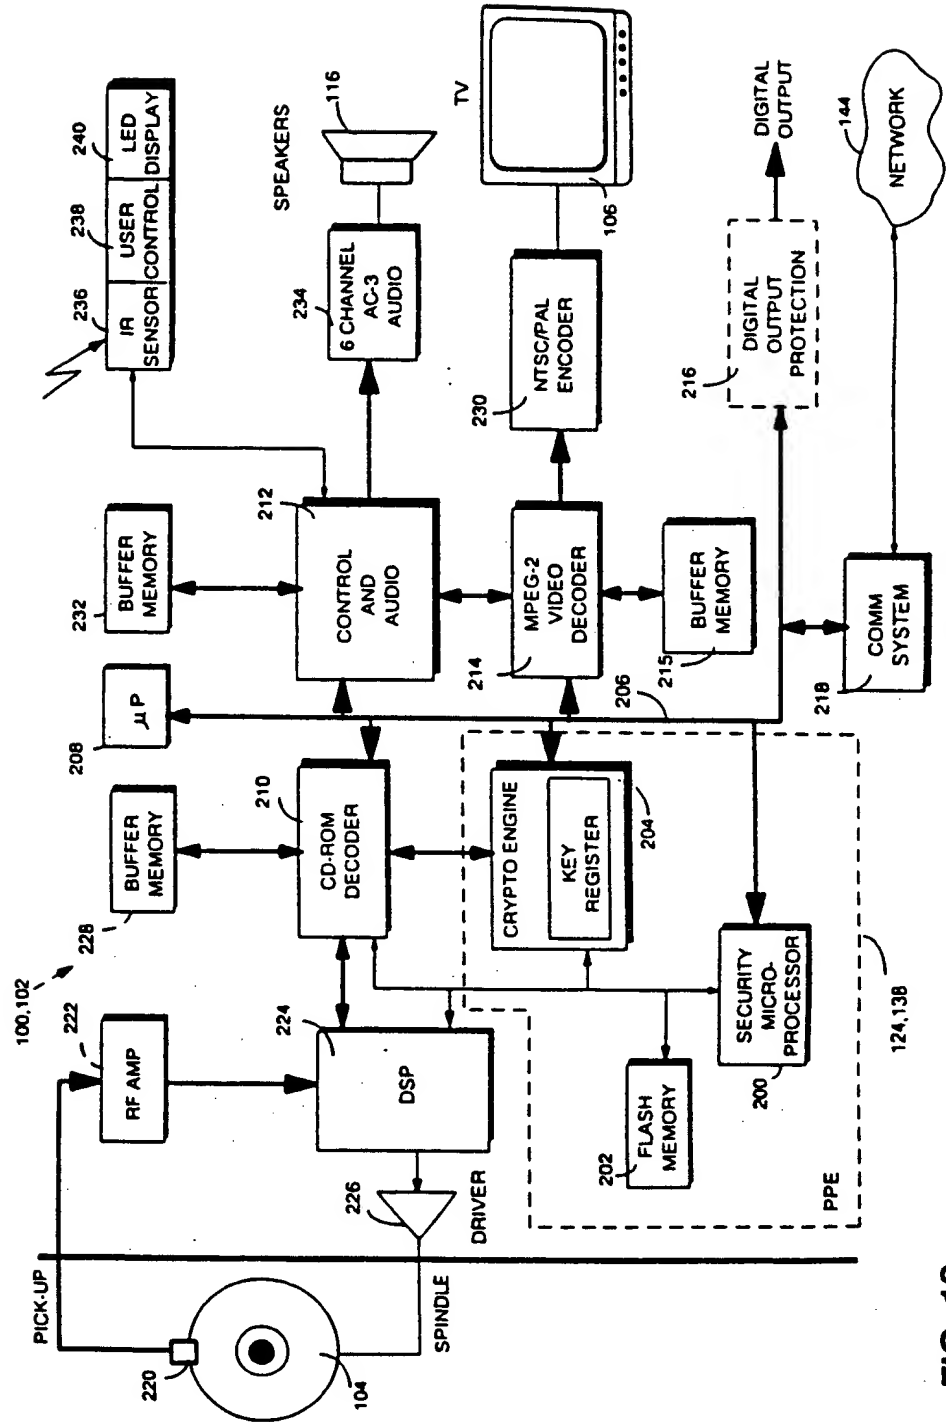 100,102
PICK-UP
220
104
SPINDLE
222
RF AMP
224
DSP
226
DRIVER
228
BUFFER
MEMORY
210
CD-ROM
DECODER
208
μP
232
BUFFER
MEMORY
212
CONTROL
AND
AUDIO
236
IR
SENSOR
238
USER
CONTROL
240
LED
DISPLAY
234
6 CHANNEL
AC-3
AUDIO
SPEAKERS
116
CRYPTO ENGINE
KEY
REGISTER
204
214
MPEG-2
VIDEO
DECODER
230
NTSC/PAL
ENCODER
TV
106
202
FLASH
MEMORY
200
SECURITY
MICRO-
PROCESSOR
206
215
BUFFER
MEMORY
216
DIGITAL
OUTPUT
PROTECTION
DIGITAL
OUTPUT
PPE
124,138
218
COMM
SYSTEM
144
NETWORK
FIG